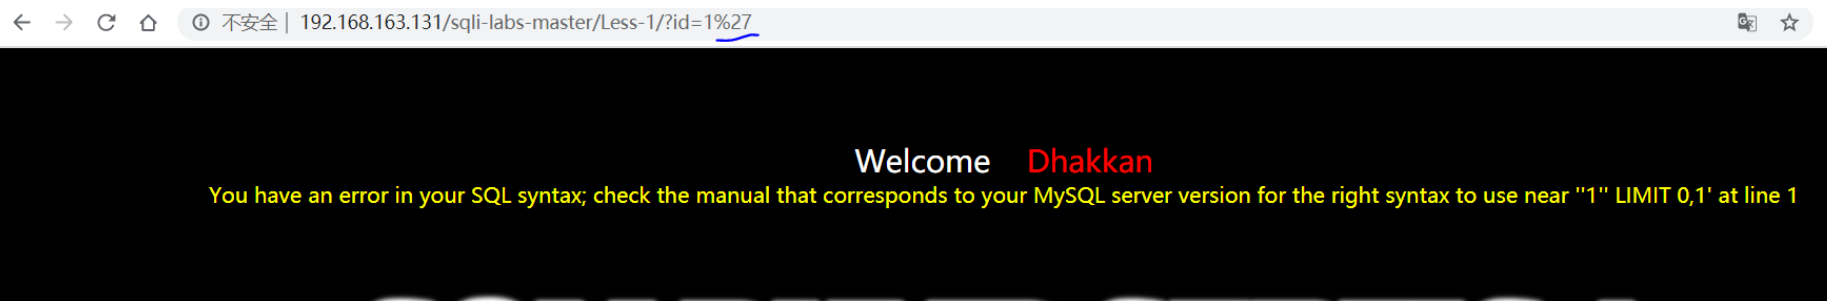 不安全 | 192.168.163.131/sqli-labs-master/Less-1/?id=1%27
Welcome Dhakkan
You have an error in your SQL syntax; check the manual that corresponds to your MySQL server version for the right syntax to use near ''1'' LIMIT 0,1' at line 1